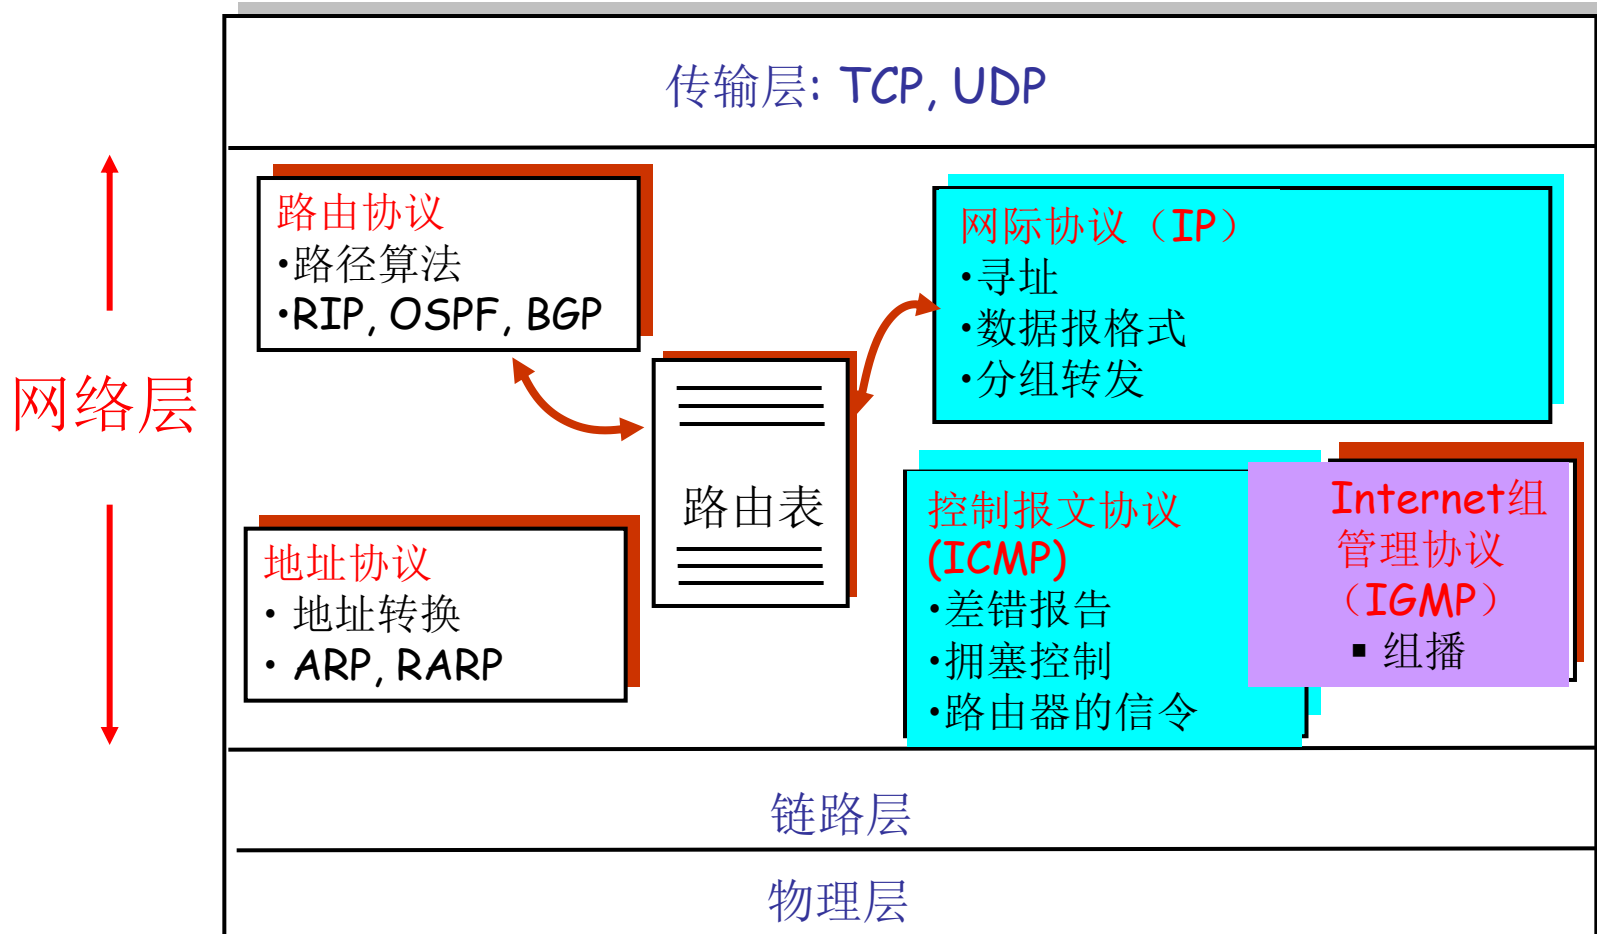 传输层: TCP, UDP
网络层
路由协议
•路径算法
•RIP, OSPF, BGP
网际协议（IP）
•寻址
•数据报格式
•分组转发
路由表
地址协议
• 地址转换
• ARP, RARP
控制报文协议
(ICMP)
•差错报告
•拥塞控制
•路由器的信令
Internet组
管理协议
（IGMP）
▪ 组播
链路层
物理层